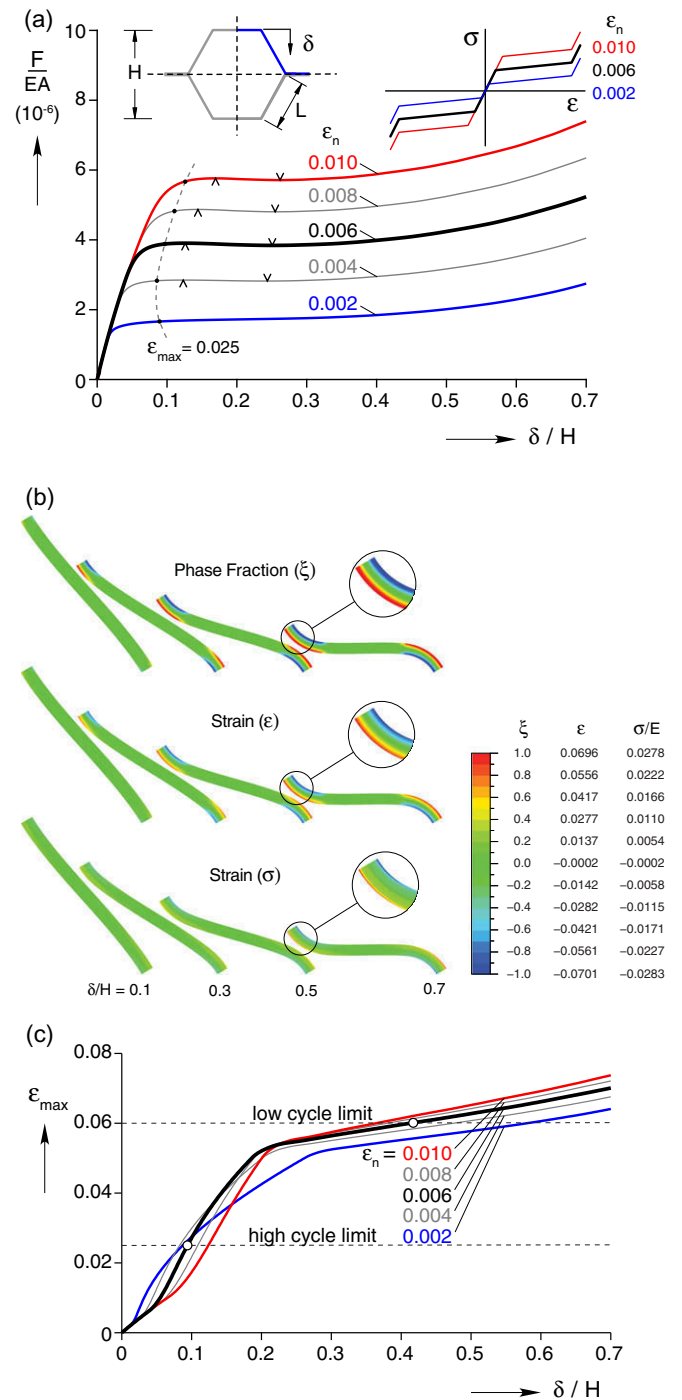 (a)
10
8
6
4
2
0
F
EA
(10⁻⁶)
H
δ
L
σ
ε
εn
0.010
0.006
0.002
εn
0.010
0.008
0.006
0.004
0.002
εmax = 0.025
0 0.1 0.2 0.3 0.4 0.5 0.6 0.7
δ / H
(b)
Phase Fraction (ξ)
Strain (ε)
Strain (σ)
δ/H = 0.1 0.3 0.5 0.7
ξ ε σ/E
1.0 0.0696 0.0278
0.8 0.0556 0.0222
0.6 0.0417 0.0166
0.4 0.0277 0.0110
0.2 0.0137 0.0054
0.0 −0.0002 −0.0002
−0.2 −0.0142 −0.0058
−0.4 −0.0282 −0.0115
−0.6 −0.0421 −0.0171
−0.8 −0.0561 −0.0227
−1.0 −0.0701 −0.0283
(c)
0.08
εmax
0.06
0.04
0.02
0
low cycle limit
εn = 0.010
0.008
0.006
0.004
0.002
high cycle limit
0 0.1 0.2 0.3 0.4 0.5 0.6 0.7
δ / H